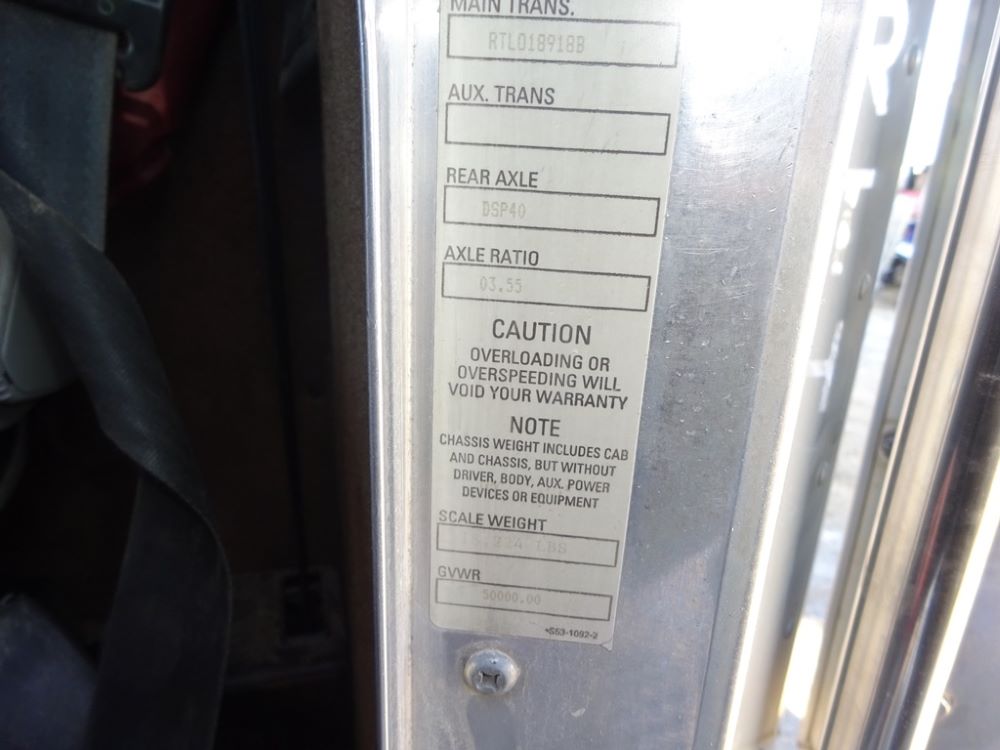 MAIN TRANS.
RTLO18918B
AUX. TRANS
REAR AXLE
DSP40
AXLE RATIO
03.55
CAUTION
OVERLOADING OR
OVERSPEEDING WILL
VOID YOUR WARRANTY
NOTE
CHASSIS WEIGHT INCLUDES CAB
AND CHASSIS, BUT WITHOUT
DRIVER, BODY, AUX. POWER
DEVICES OR EQUIPMENT
SCALE WEIGHT
LBS
GVWR
50000.00
S53-1092-2